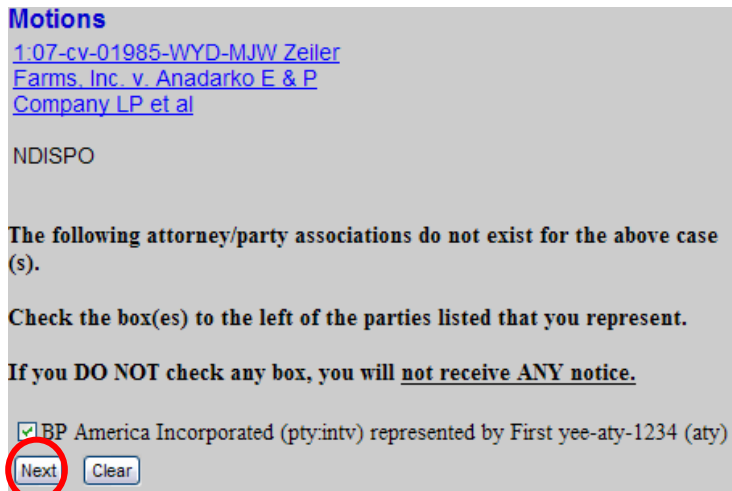 Motions
1:07-cv-01985-WYD-MJW Zeiler
Farms, Inc. v. Anadarko E & P
Company LP et al
NDISPO
The following attorney/party associations do not exist for the above case
(s).
Check the box(es) to the left of the parties listed that you represent.
If you DO NOT check any box, you will not receive ANY notice.
BP America Incorporated (pty:intv) represented by First yee-aty-1234 (aty)
Next Clear